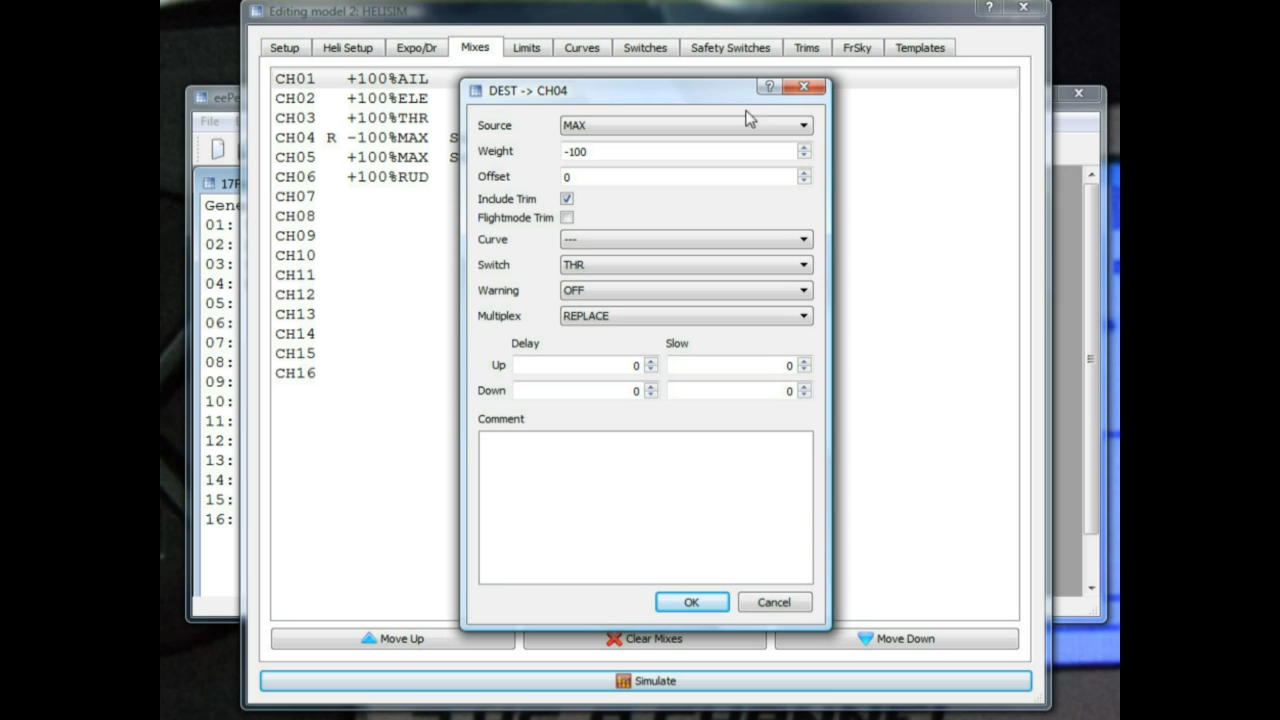 Editing model 2: HELISIM
Setup Heli Setup Expo/Dr Mixes Limits Curves Switches Safety Switches Trims FrSky Templates
CH01 +100%AIL
CH02 +100%ELE
CH03 +100%THR
CH04 R -100%MAX S
CH05 +100%MAX S
CH06 +100%RUD
CH07
CH08
CH09
CH10
CH11
CH12
CH13
CH14
CH15
CH16
DEST -> CH04
Source MAX
Weight -100
Offset 0
Include Trim
Flightmode Trim
Curve ---
Switch THR
Warning OFF
Multiplex REPLACE
Delay Slow
Up 0 0
Down 0 0
Comment
OK Cancel
Move Up Clear Mixes Move Down
Simulate
eePe
File
17F
Gene
01:
02:
03:
04:
05:
06:
07:
08:
09:
10:
11:
12:
13:
14:
15:
16: